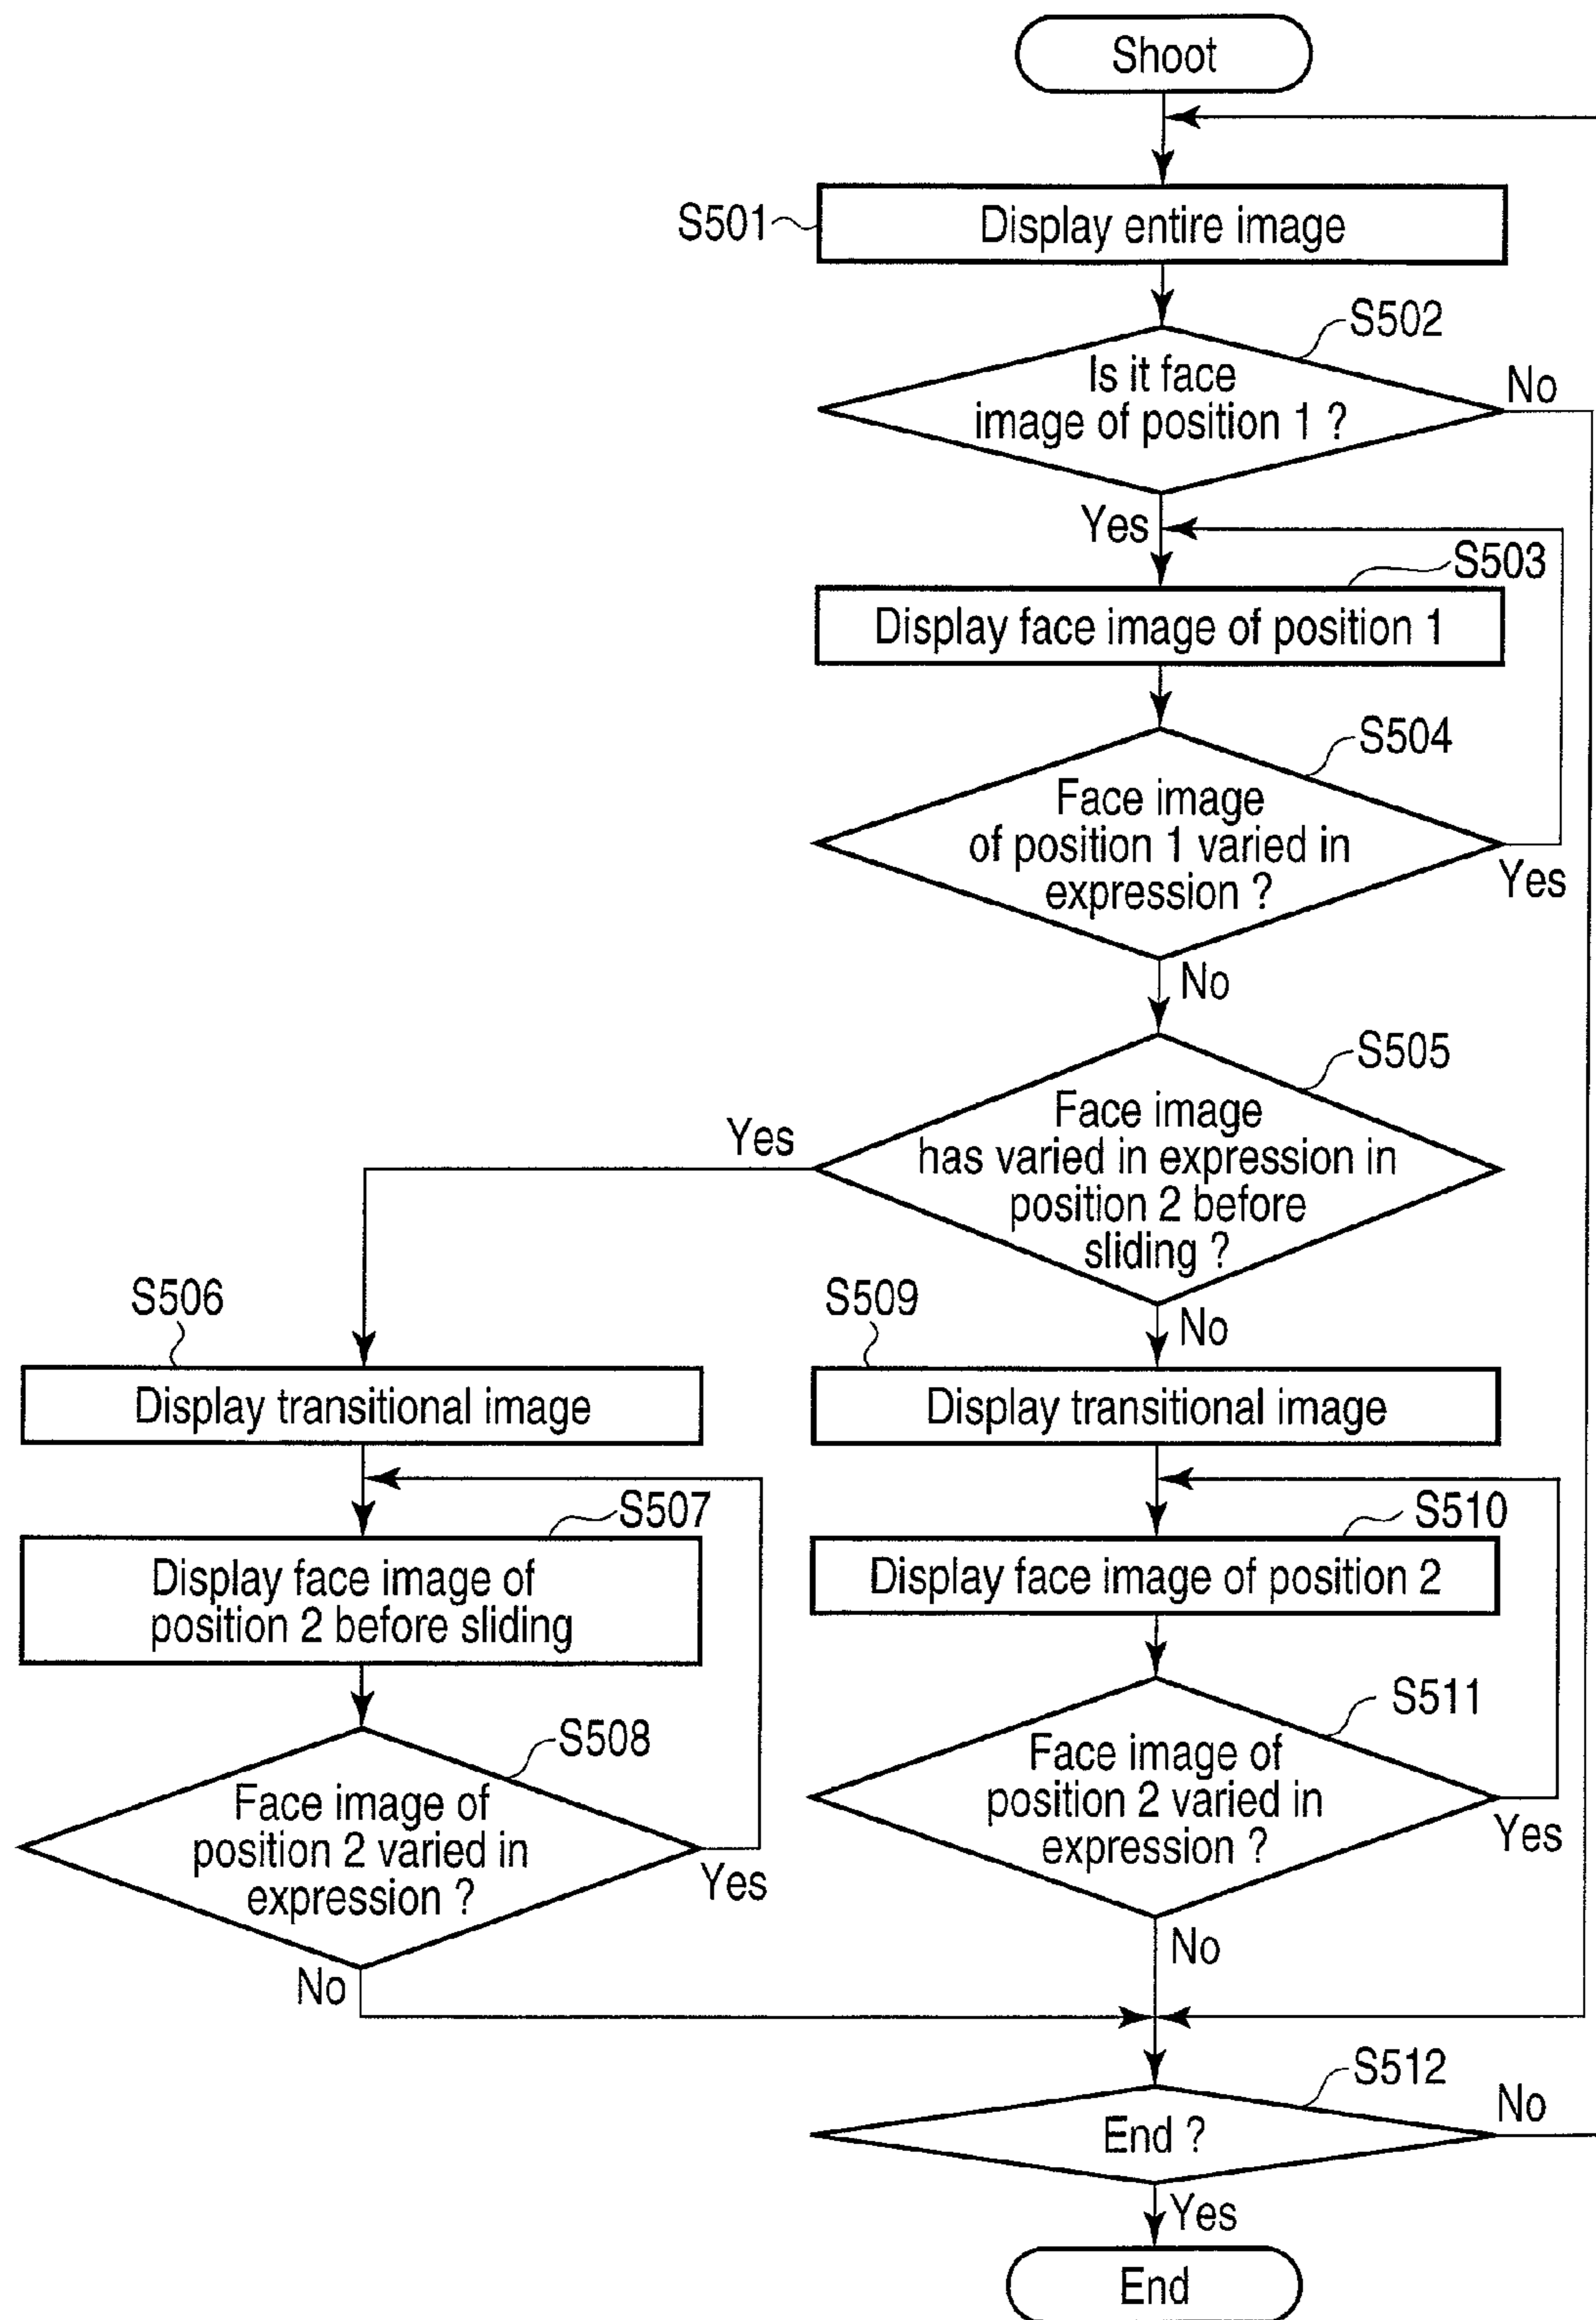 Shoot
S501
Display entire image
S502
Is it face
image of position 1 ?
No
Yes
S503
Display face image of position 1
S504
Face image
of position 1 varied in
expression ?
Yes
No
S505
Face image
has varied in expression in
position 2 before
sliding ?
Yes
No
S506
Display transitional image
S509
Display transitional image
S507
Display face image of
position 2 before sliding
S510
Display face image of position 2
S508
Face image of
position 2 varied in
expression ?
Yes
No
S511
Face image of
position 2 varied in
expression ?
Yes
No
S512
End ?
No
Yes
End